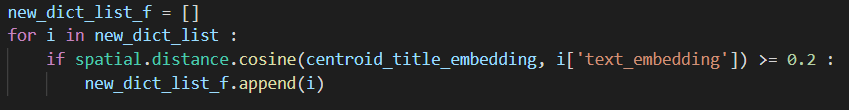 new_dict_list_f = []
for i in new_dict_list :
    if spatial.distance.cosine(centroid_title_embedding, i['text_embedding']) >= 0.2 :
        new_dict_list_f.append(i)